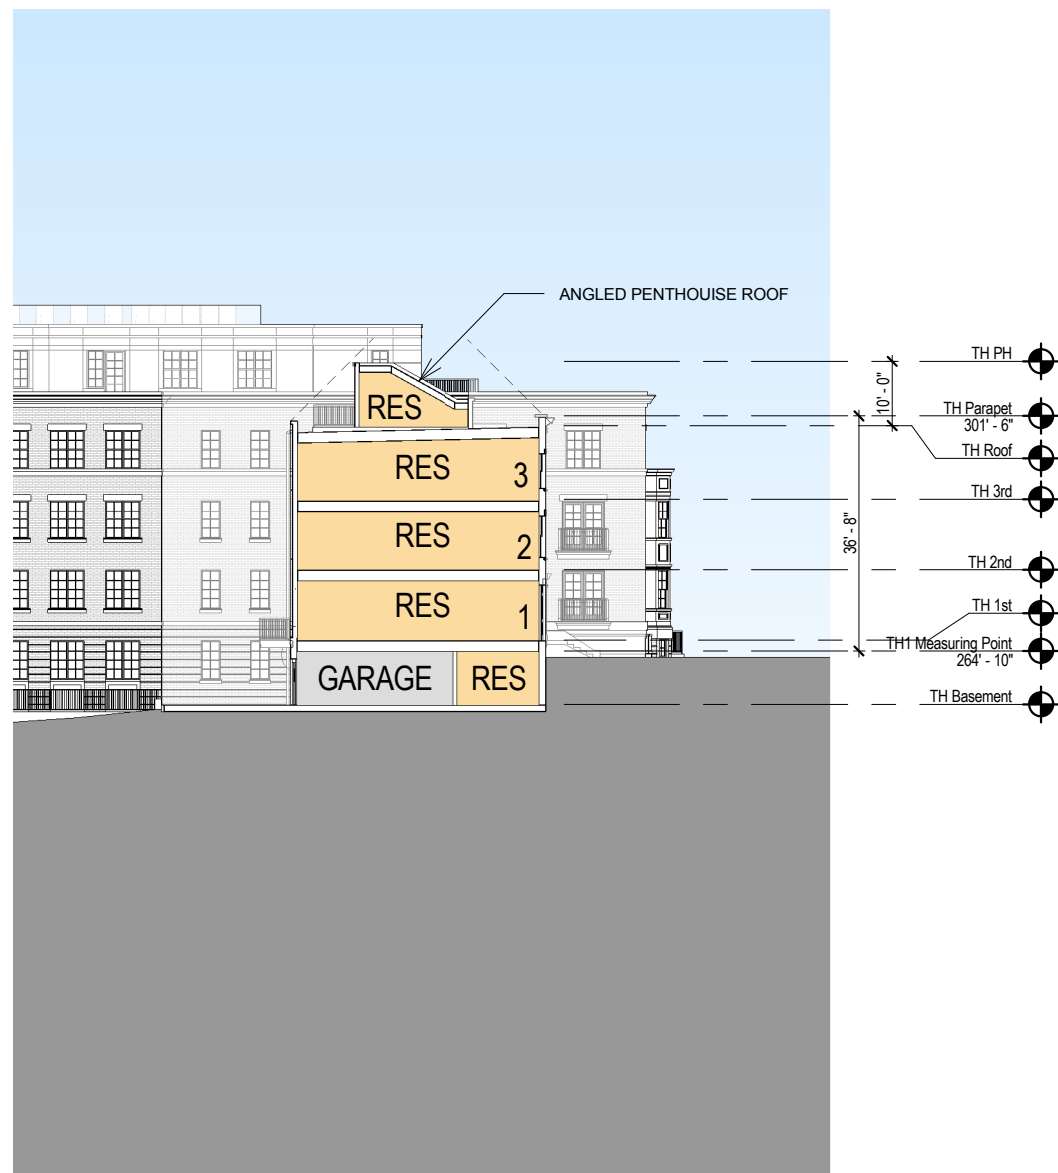 ANGLED PENTHOUISE ROOF
TH PH
10' - 0"
TH Parapet
301' - 6"
TH Roof
TH 3rd
36' - 8"
TH 2nd
TH 1st
TH1 Measuring Point
264' - 10"
TH Basement
RES
RES 3
RES 2
RES 1
GARAGE RES